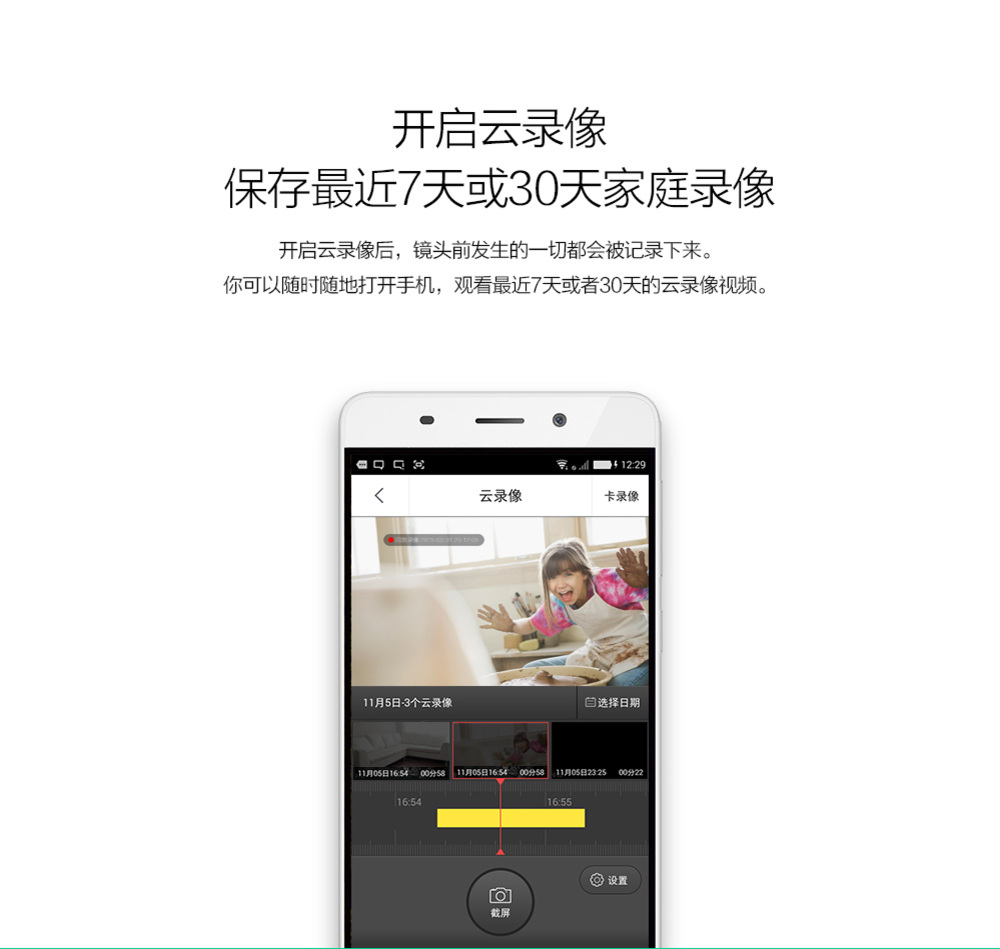 开启云录像
保存最近7天或30天家庭录像
开启云录像后，镜头前发生的一切都会被记录下来。
你可以随时随地打开手机，观看最近7天或者30天的云录像视频。
12:29
云录像
卡录像
11月5日-3个云录像
选择日期
11月05日16:54 00分58
11月05日16:54 00分58
11月05日23:25 00分22
16:54
16:55
设置
截屏